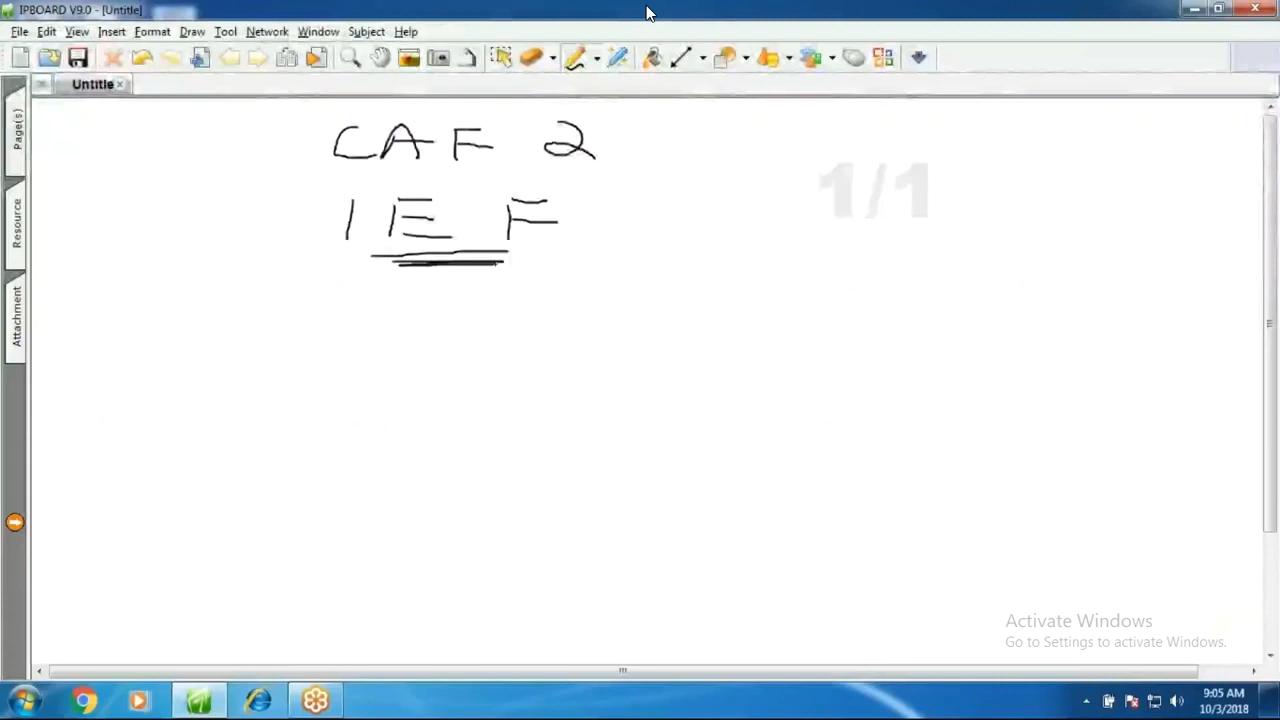 IPBOARD V9.0 - [Untitle]
File Edit View Insert Format Draw Tool Network Window Subject Help
Untitle
Page(s)
Resource
Attachment
CAF 2
IE F
1/1
Activate Windows
Go to Settings to activate Windows.
9:05 AM
10/3/2018